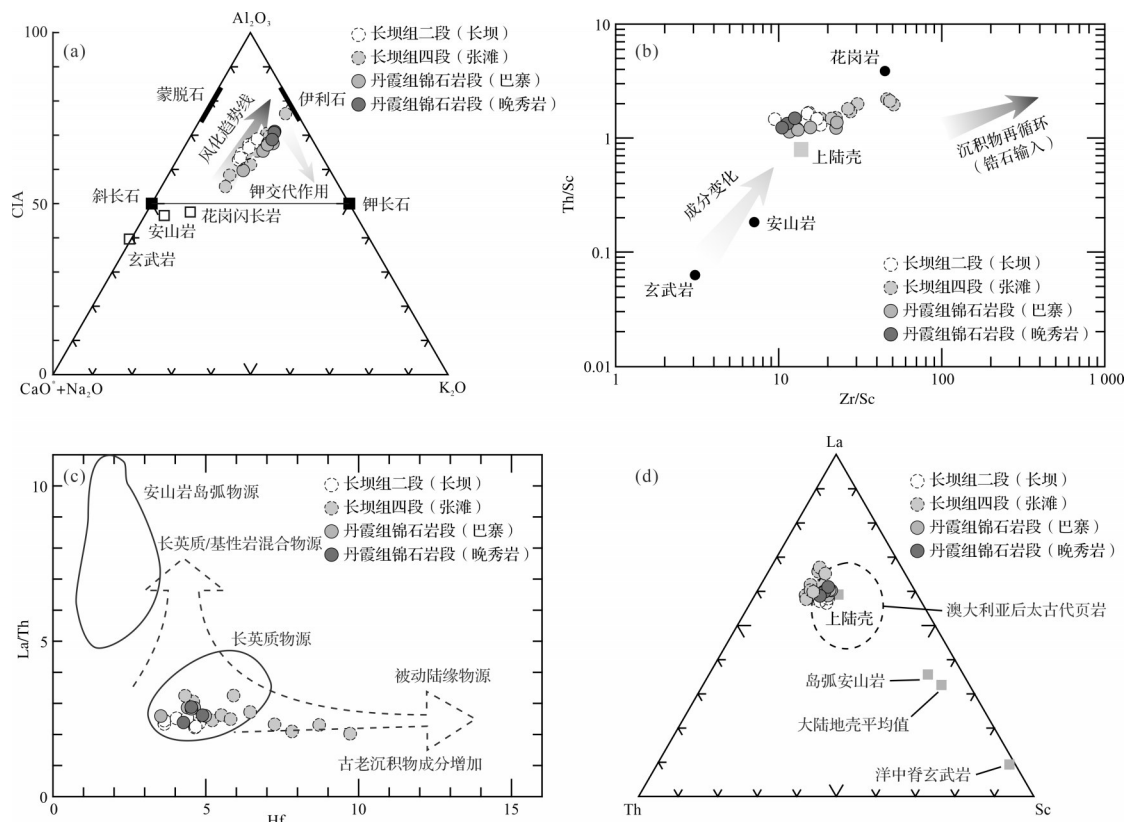 (a)
Al₂O₃
100
50
0
CIA
长坝组二段（长坝）
长坝组四段（张滩）
丹霞组锦石岩段（巴寨）
丹霞组锦石岩段（晚秀岩）
蒙脱石
伊利石
风化趋势线
钾交代作用
斜长石
钾长石
花岗闪长岩
安山岩
玄武岩
CaO*+Na₂O
K₂O
(b)
10
1
0.1
0.01
Th/Sc
花岗岩
上陆壳
沉积物再循环
（锆石输入）
成分变化
安山岩
玄武岩
长坝组二段（长坝）
长坝组四段（张滩）
丹霞组锦石岩段（巴寨）
丹霞组锦石岩段（晚秀岩）
1
10
100
1 000
Zr/Sc
(c)
10
5
0
La/Th
安山岩岛弧物源
长坝组二段（长坝）
长坝组四段（张滩）
丹霞组锦石岩段（巴寨）
丹霞组锦石岩段（晚秀岩）
长英质/基性岩混合物源
长英质物源
被动陆缘物源
古老沉积物成分增加
0
5
10
15
Hf
(d)
La
长坝组二段（长坝）
长坝组四段（张滩）
丹霞组锦石岩段（巴寨）
丹霞组锦石岩段（晚秀岩）
上陆壳
澳大利亚后太古代页岩
岛弧安山岩
大陆地壳平均值
洋中脊玄武岩
Th
Sc